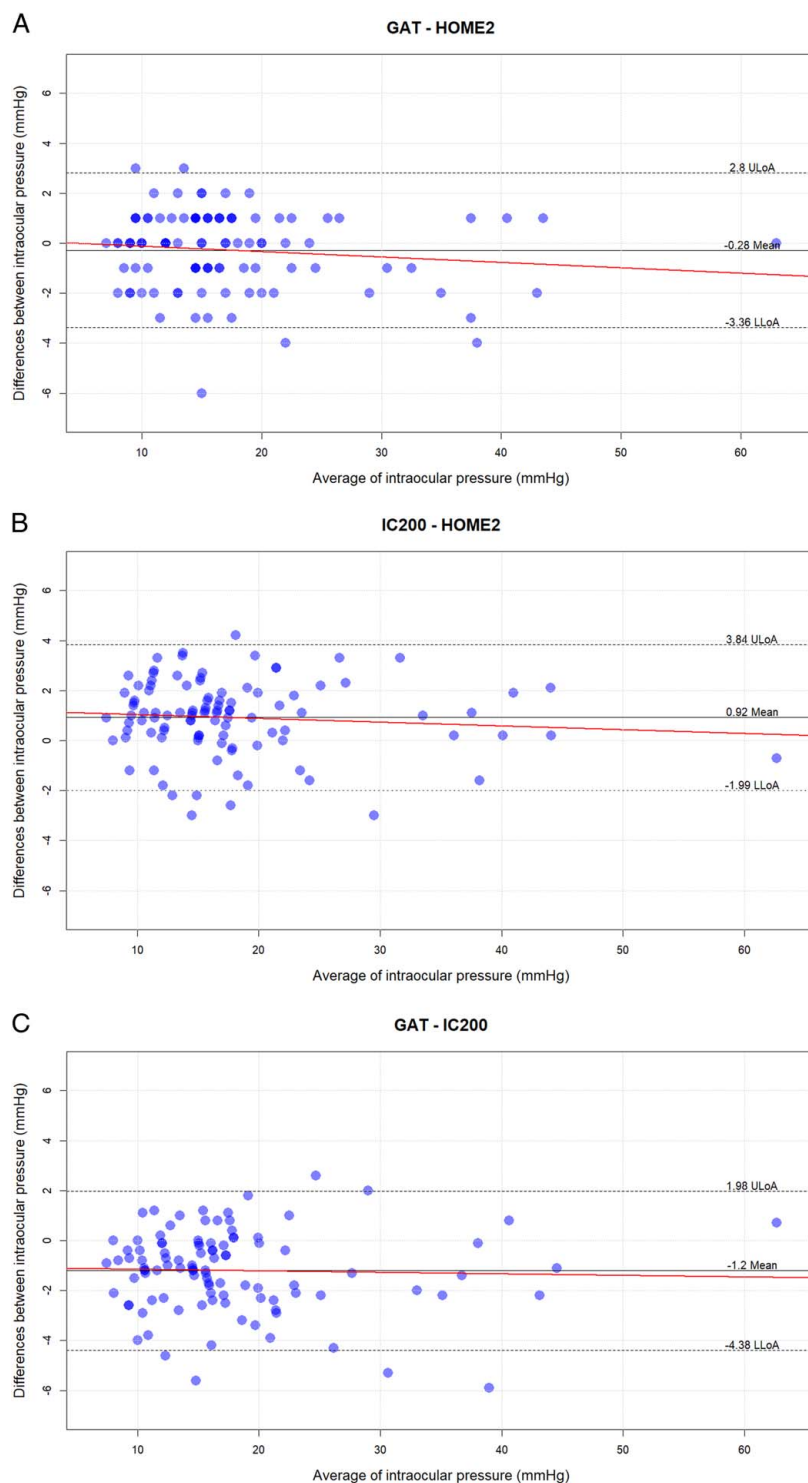 A
GAT - HOME2
Differences between intraocular pressure (mmHg)
6
4
2
0
-2
-4
-6
2.8 ULoA
-0.28 Mean
-3.36 LLoA
10 20 30 40 50 60
Average of intraocular pressure (mmHg)
B
IC200 - HOME2
Differences between intraocular pressure (mmHg)
6
4
2
0
-2
-4
-6
3.84 ULoA
0.92 Mean
-1.99 LLoA
10 20 30 40 50 60
Average of intraocular pressure (mmHg)
C
GAT - IC200
Differences between intraocular pressure (mmHg)
6
4
2
0
-2
-4
-6
1.98 ULoA
-1.2 Mean
-4.38 LLoA
10 20 30 40 50 60
Average of intraocular pressure (mmHg)